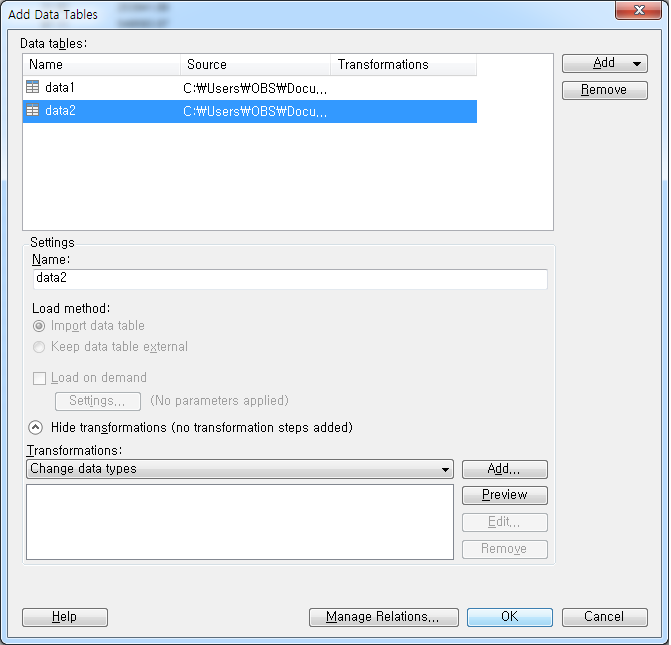 Add Data Tables
Data tables:
Name Source Transformations
data1 C:₩Users₩OBS₩Docu...
data2 C:₩Users₩OBS₩Docu...
Add
Remove
Settings
Name:
data2
Load method:
Import data table
Keep data table external
Load on demand
Settings... (No parameters applied)
Hide transformations (no transformation steps added)
Transformations:
Change data types
Add...
Preview
Edit...
Remove
Help
Manage Relations...
OK
Cancel